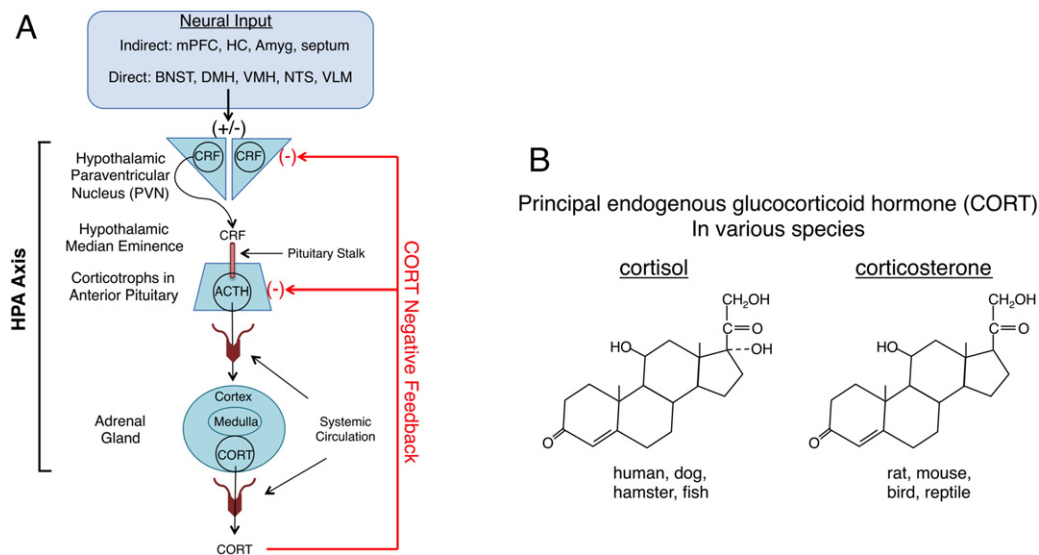 A
Neural Input
Indirect: mPFC, HC, Amyg, septum
Direct: BNST, DMH, VMH, NTS, VLM
(+/-)
HPA Axis
Hypothalamic
Paraventricular
Nucleus (PVN)
CRF
CRF
(-)
Hypothalamic
Median Eminence
CRF
Pituitary Stalk
Corticotrophs in
Anterior Pituitary
ACTH
(-)
CORT Negative Feedback
Adrenal
Gland
Cortex
Medulla
CORT
Systemic
Circulation
CORT
B
Principal endogenous glucocorticoid hormone (CORT)
In various species
cortisol
CH₂OH
C=O
HO
OH
O
human, dog,
hamster, fish
corticosterone
CH₂OH
C=O
HO
O
rat, mouse,
bird, reptile